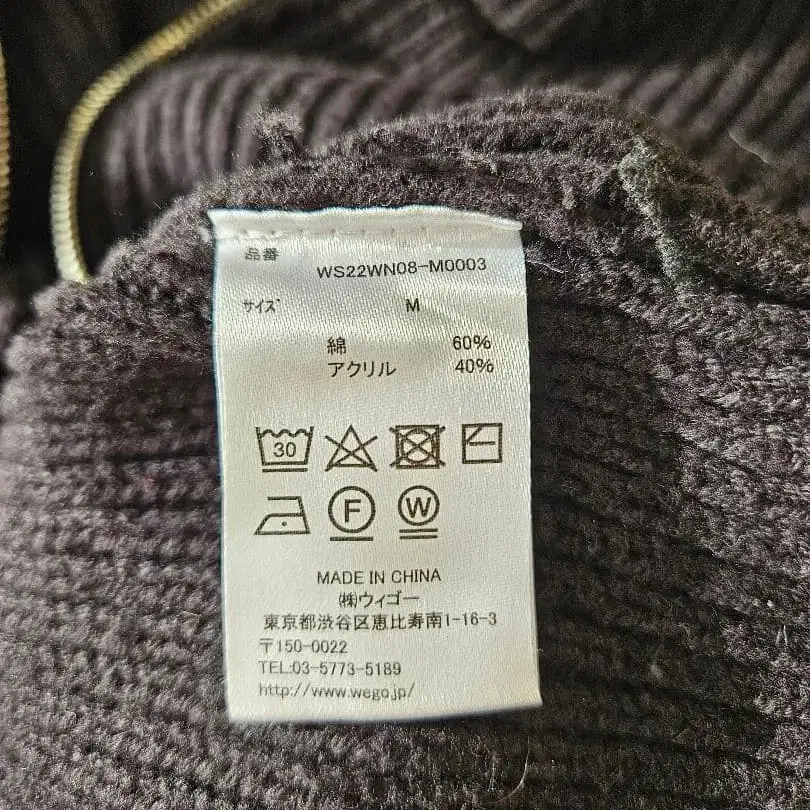 品番
WS22WN08-M0003
サイズ M
綿 60%
アクリル 40%
30
F W
MADE IN CHINA
㈱ウィゴー
東京都渋谷区恵比寿南1-16-3
〒150-0022
TEL:03-5773-5189
http://www.wego.jp/